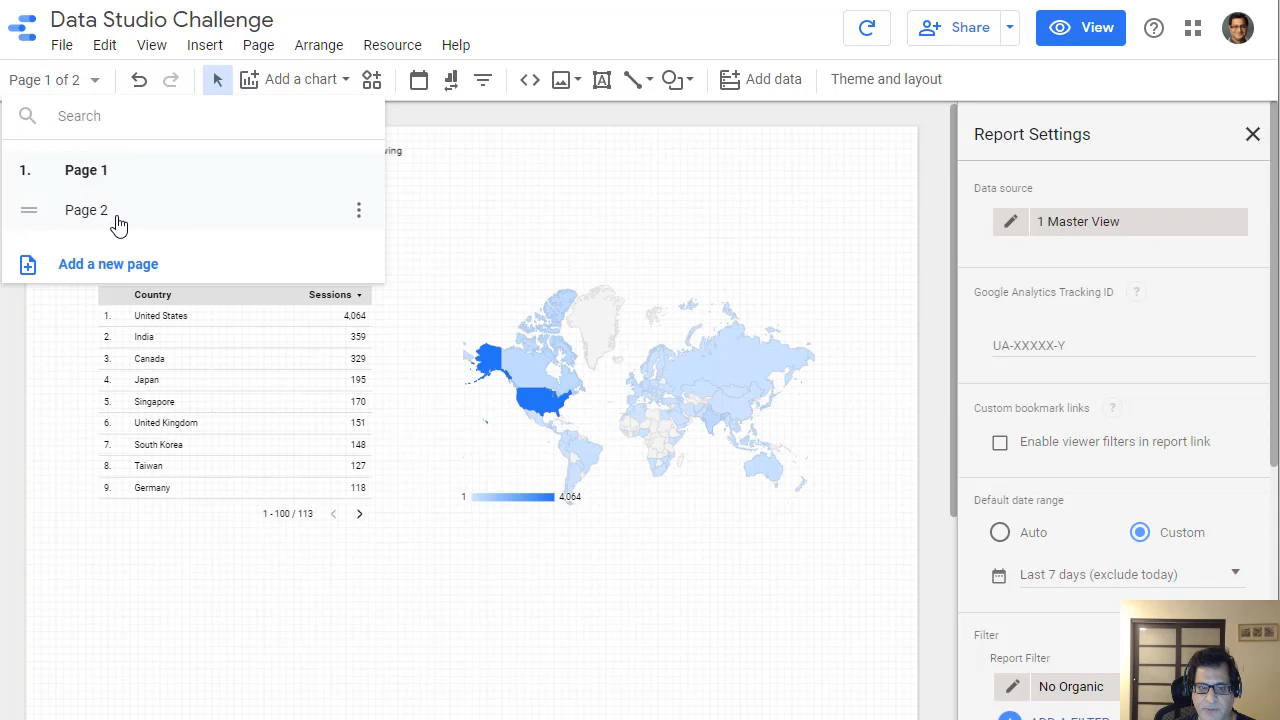 Data Studio Challenge
File Edit View Insert Page Arrange Resource Help
Share
View
Page 1 of 2
Add a chart
Add data
Theme and layout
Search
1. Page 1
Page 2
Add a new page
Country Sessions
1. United States 4,064
2. India 359
3. Canada 329
4. Japan 195
5. Singapore 170
6. United Kingdom 151
7. South Korea 148
8. Taiwan 127
9. Germany 118
1 - 100 / 113
1 4,064
Report Settings
Data source
1 Master View
Google Analytics Tracking ID ?
UA-XXXXX-Y
Custom bookmark links ?
Enable viewer filters in report link
Default date range
Auto Custom
Last 7 days (exclude today)
Filter
Report Filter
No Organic
ADD A FILTER